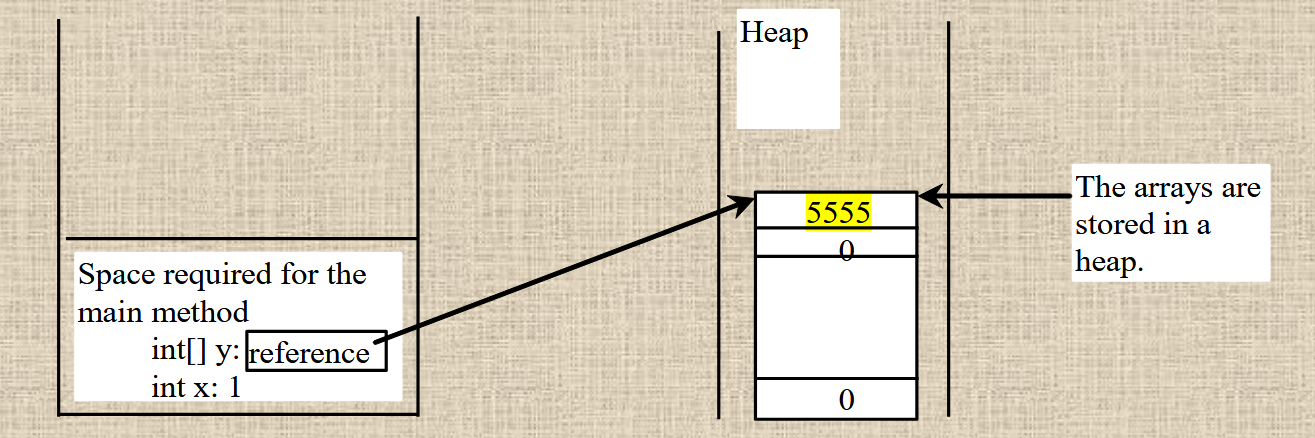 Heap
5555
0
0
The arrays are
stored in a
heap.
Space required for the
main method
int[] y: reference
int x: 1